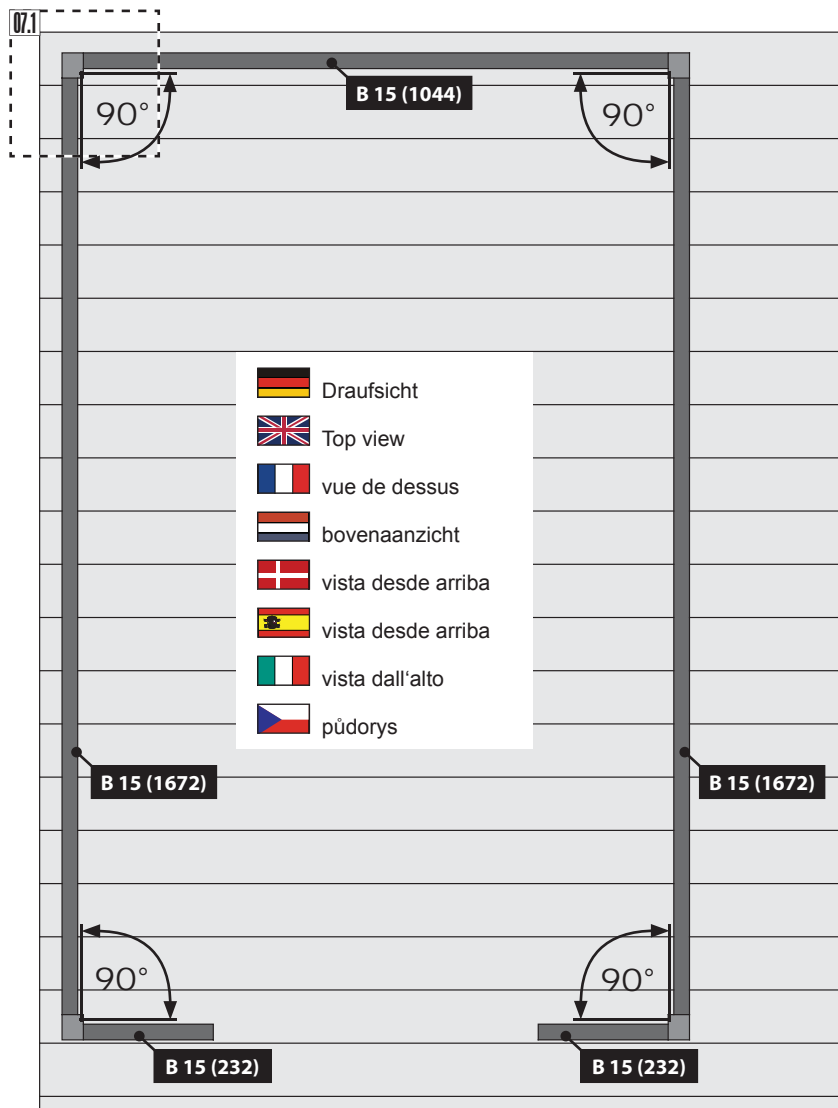 07.1
B 15 (1044)
90°
90°
Draufsicht
Top view
vue de dessus
bovenaanzicht
vista desde arriba
vista desde arriba
vista dall‘alto
půdorys
B 15 (1672)
B 15 (1672)
90°
90°
B 15 (232)
B 15 (232)